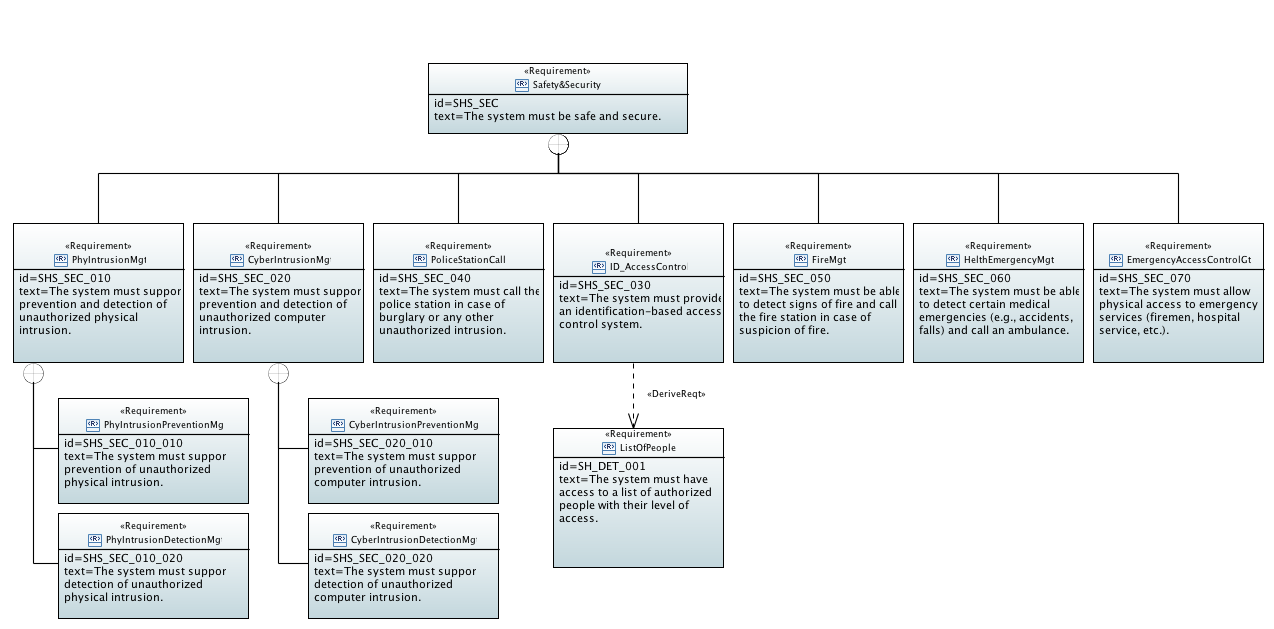 «Requirement»
Safety&Security
id=SHS_SEC
text=The system must be safe and secure.
«Requirement»
PhyIntrusionMgt
id=SHS_SEC_010
text=The system must suppor
prevention and detection of
unauthorized physical
intrusion.
«Requirement»
CyberIntrusionMgt
id=SHS_SEC_020
text=The system must suppor
prevention and detection of
unauthorized computer
intrusion.
«Requirement»
PoliceStationCall
id=SHS_SEC_040
text=The system must call the
police station in case of
burglary or any other
unauthorized intrusion.
«Requirement»
ID_AccessControl
id=SHS_SEC_030
text=The system must provide
an identification-based access
control system.
«Requirement»
FireMgt
id=SHS_SEC_050
text=The system must be able
to detect signs of fire and call
the fire station in case of
suspicion of fire.
«Requirement»
HelthEmergencyMgt
id=SHS_SEC_060
text=The system must be able
to detect certain medical
emergencies (e.g., accidents,
falls) and call an ambulance.
«Requirement»
EmergencyAccessControlGt
id=SHS_SEC_070
text=The system must allow
physical access to emergency
services (firemen, hospital
service, etc.).
«Requirement»
PhyIntrusionPreventionMg
id=SHS_SEC_010_010
text=The system must suppor
prevention of unauthorized
physical intrusion.
«Requirement»
PhyIntrusionDetectionMgt
id=SHS_SEC_010_020
text=The system must suppor
detection of unauthorized
physical intrusion.
«Requirement»
CyberIntrusionPreventionMg
id=SHS_SEC_020_010
text=The system must suppor
prevention of unauthorized
computer intrusion.
«Requirement»
CyberIntrusionDetectionMgt
id=SHS_SEC_020_020
text=The system must suppor
detection of unauthorized
computer intrusion.
«DeriveReqt»
«Requirement»
ListOfPeople
id=SH_DET_001
text=The system must have
access to a list of authorized
people with their level of
access.